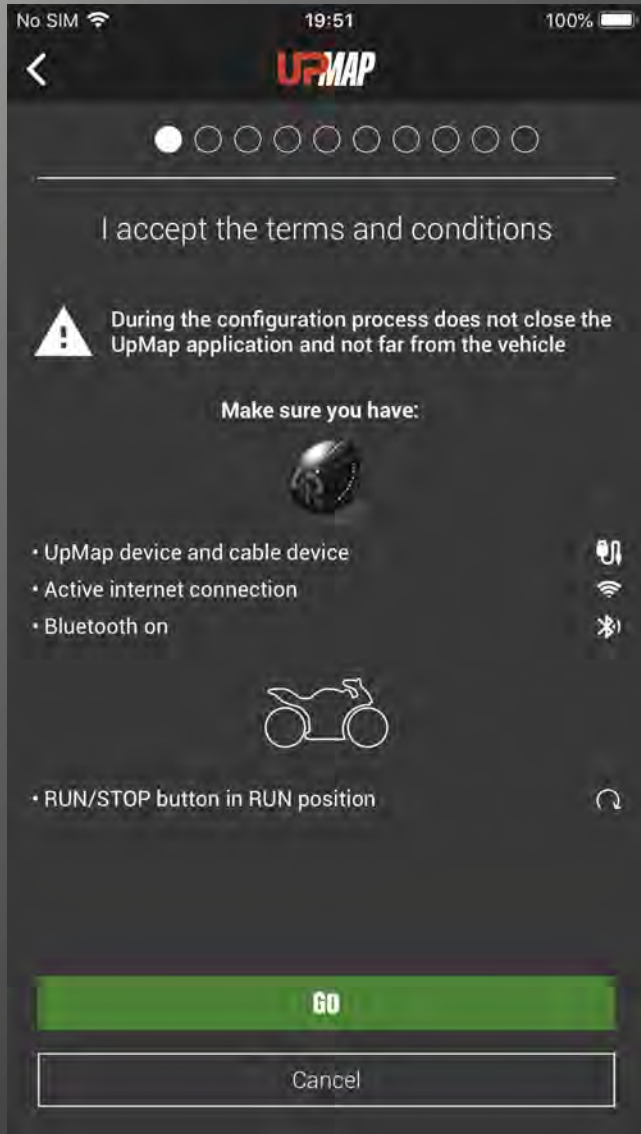 No SIM 19:51 100%
UPMAP
I accept the terms and conditions
During the configuration process does not close the
UpMap application and not far from the vehicle
Make sure you have:
• UpMap device and cable device
• Active internet connection
• Bluetooth on
• RUN/STOP button in RUN position
GO
Cancel